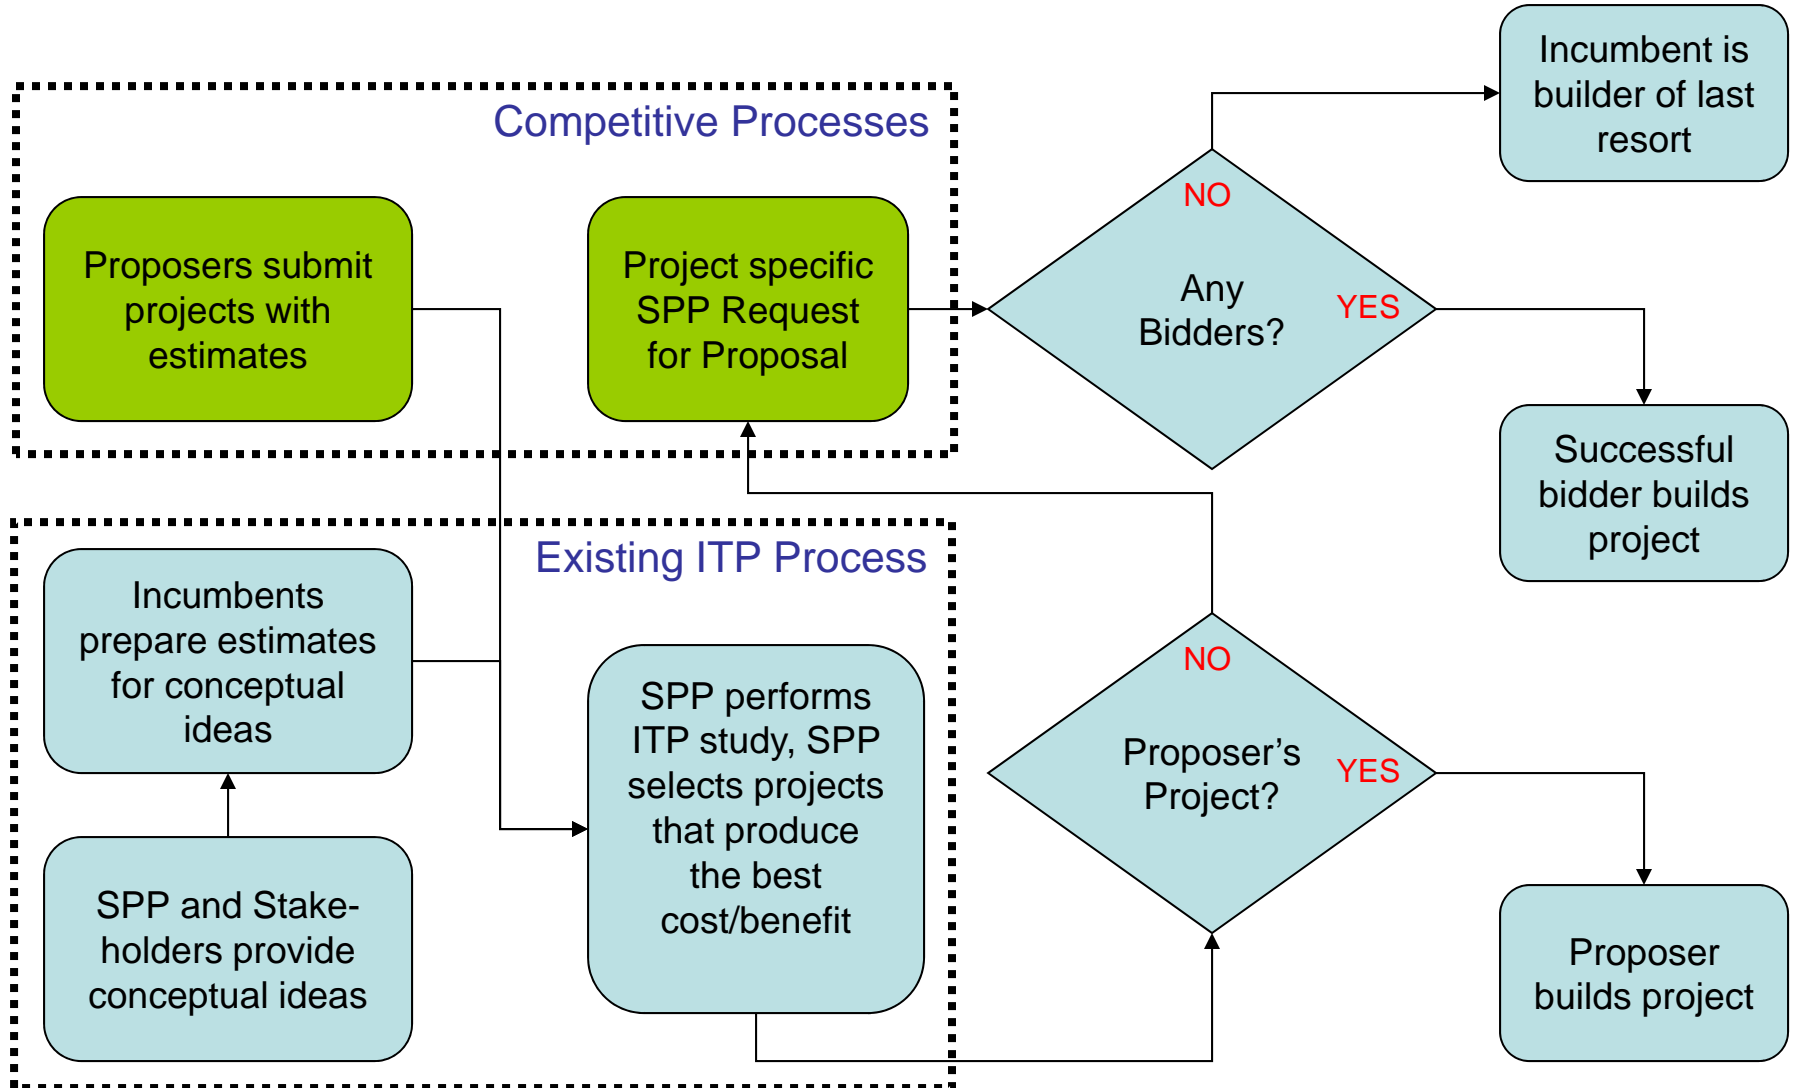 Competitive Processes
Proposers submit
projects with
estimates
Project specific
SPP Request
for Proposal
NO
Any
Bidders?
YES
Incumbent is
builder of last
resort
Successful
bidder builds
project
Existing ITP Process
Incumbents
prepare estimates
for conceptual
ideas
SPP and Stake-
holders provide
conceptual ideas
SPP performs
ITP study, SPP
selects projects
that produce
the best
cost/benefit
NO
Proposer’s
Project?
YES
Proposer
builds project